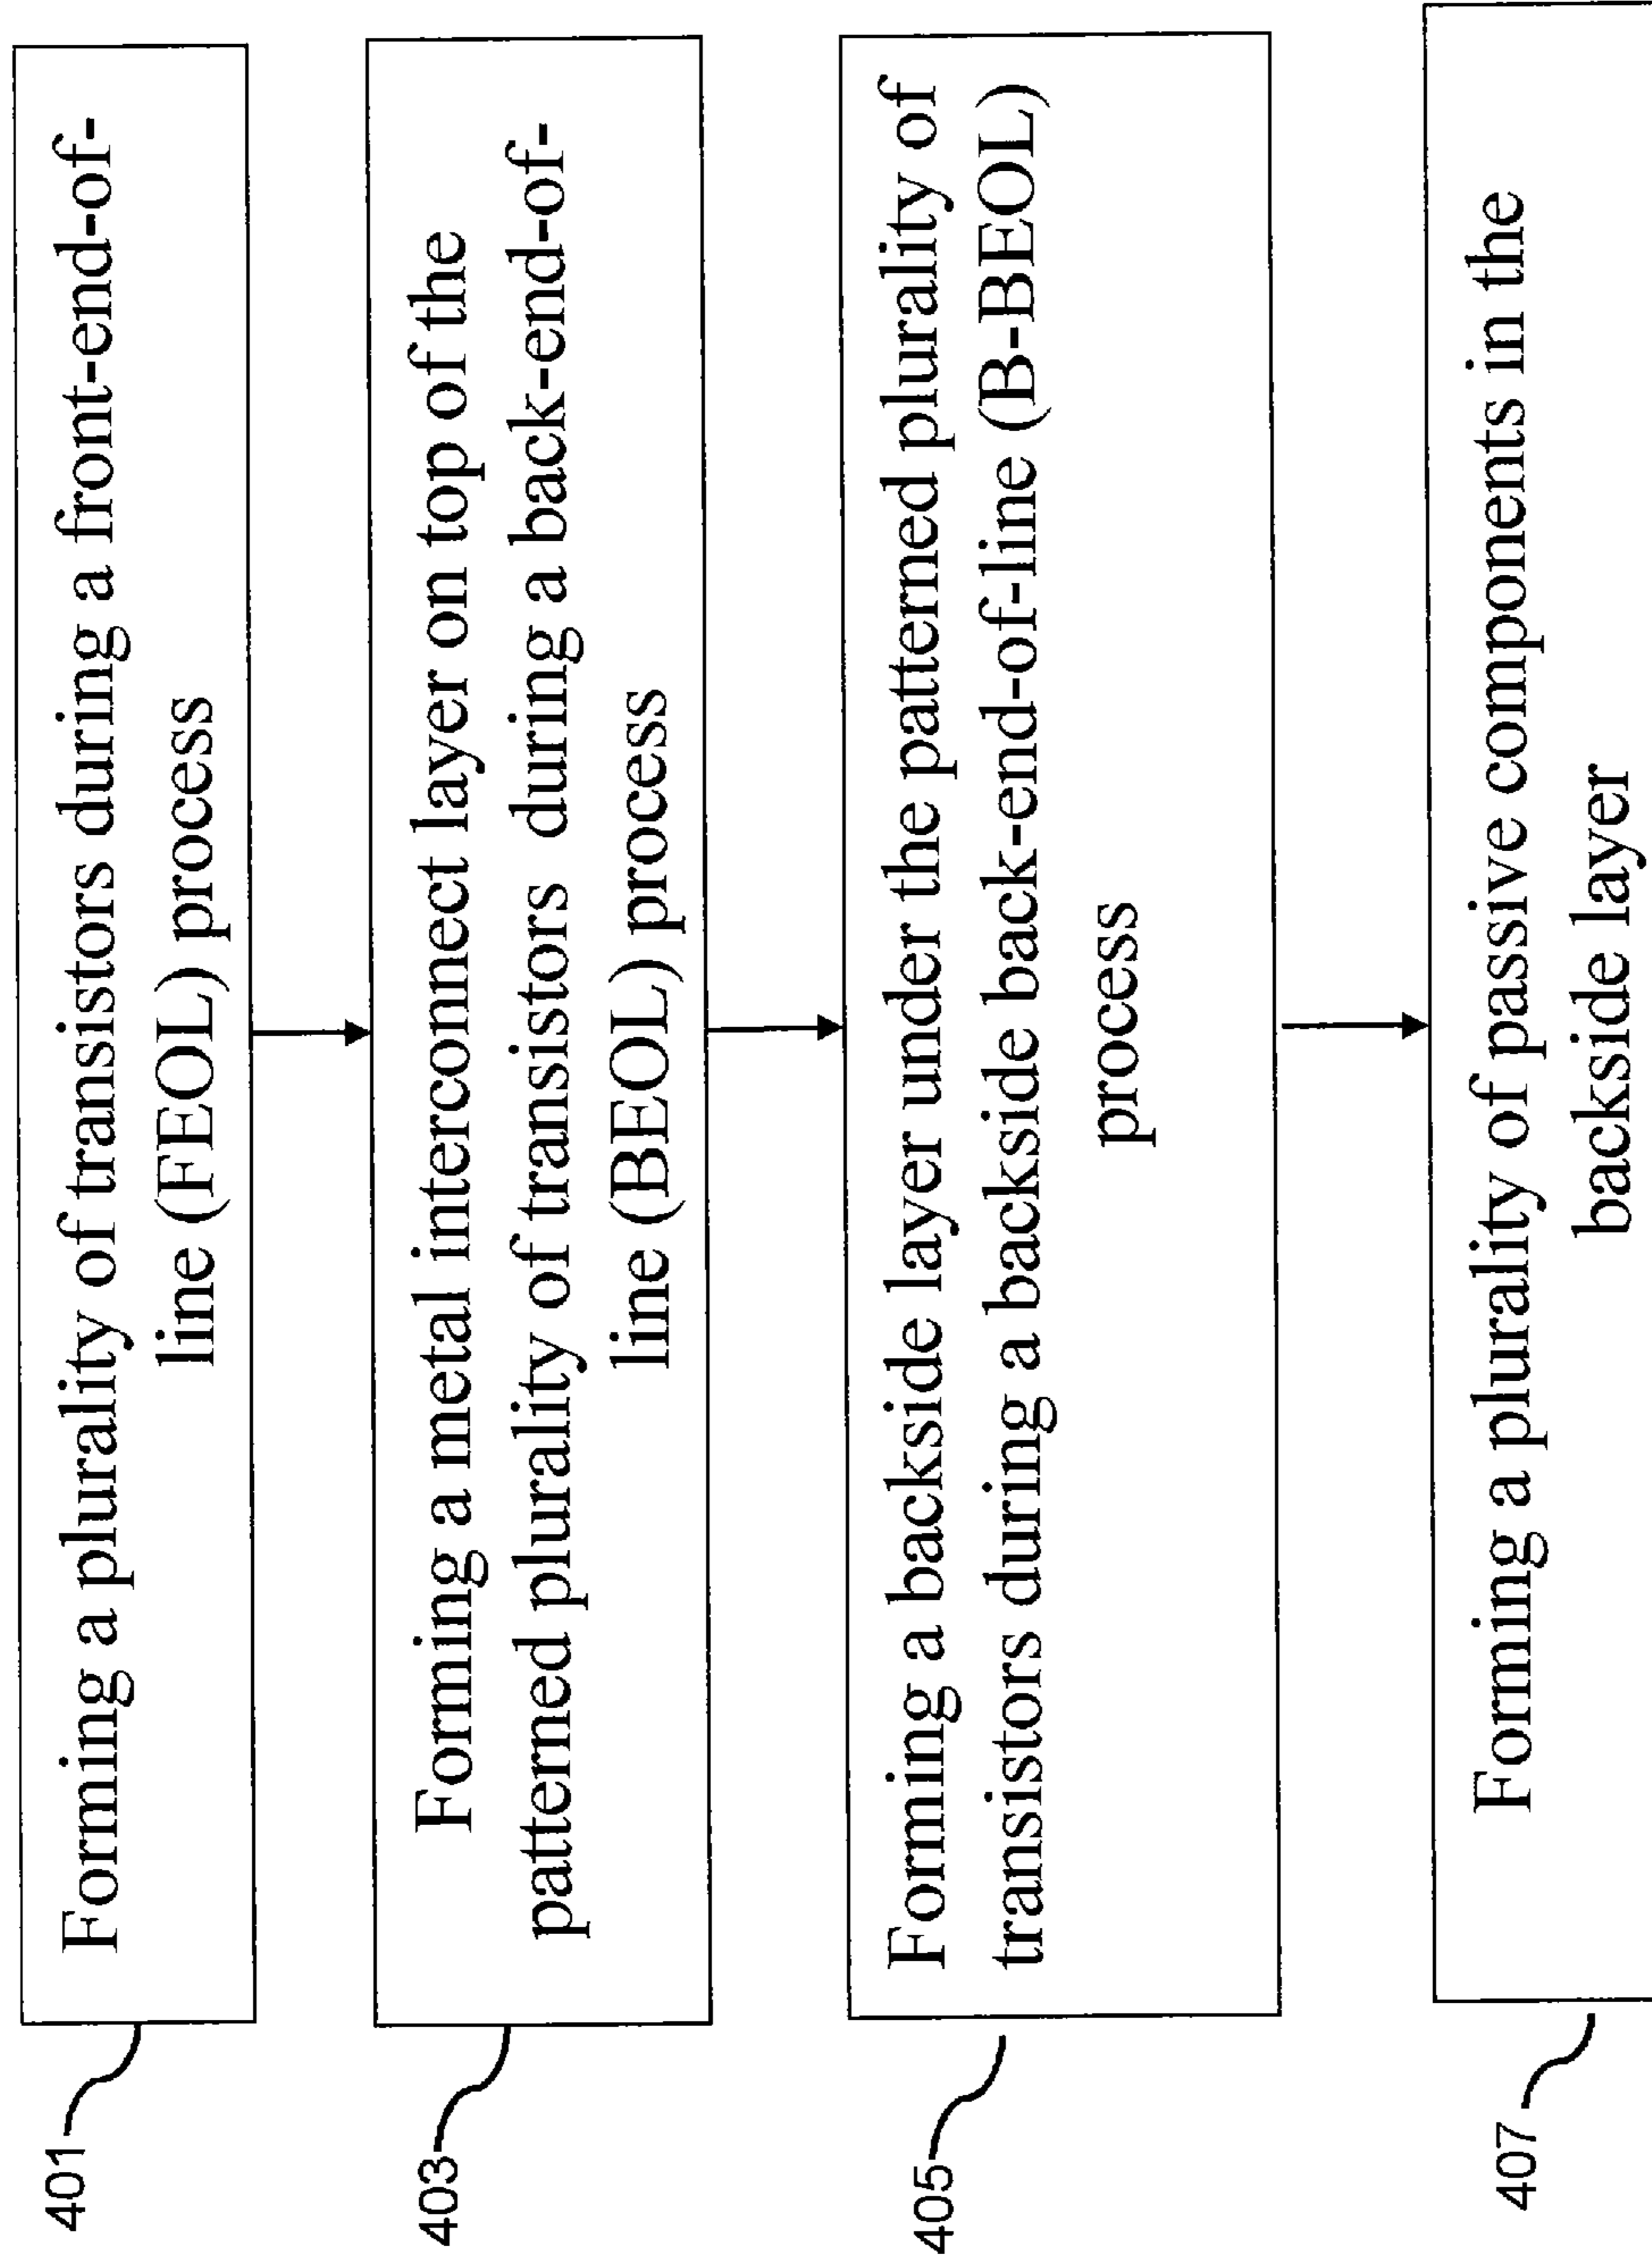 401
Forming a plurality of transistors during a front-end-of-
line (FEOL) process
403
Forming a metal interconnect layer on top of the
patterned plurality of transistors during a back-end-of-
line (BEOL) process
405
Forming a backside layer under the patterned plurality of
transistors during a backside back-end-of-line (B-BEOL)
process
407
Forming a plurality of passive components in the
backside layer